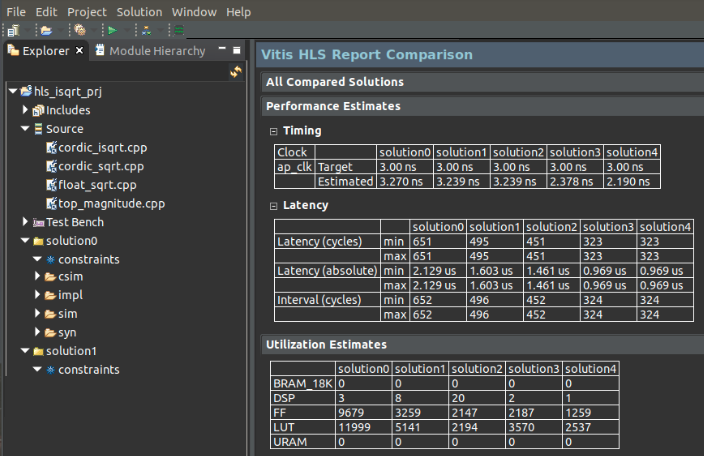 File Edit Project Solution Window Help
Explorer Module Hierarchy
hls_isqrt_prj
Includes
Source
cordic_isqrt.cpp
cordic_sqrt.cpp
float_sqrt.cpp
top_magnitude.cpp
Test Bench
solution0
constraints
csim
impl
sim
syn
solution1
constraints
Vitis HLS Report Comparison
All Compared Solutions
Performance Estimates
Timing
Clock solution0 solution1 solution2 solution3 solution4
ap_clk Target 3.00 ns 3.00 ns 3.00 ns 3.00 ns 3.00 ns
Estimated 3.270 ns 3.239 ns 3.239 ns 2.378 ns 2.190 ns
Latency
solution0 solution1 solution2 solution3 solution4
Latency (cycles) min 651 495 451 323 323
max 651 495 451 323 323
Latency (absolute) min 2.129 us 1.603 us 1.461 us 0.969 us 0.969 us
max 2.129 us 1.603 us 1.461 us 0.969 us 0.969 us
Interval (cycles) min 652 496 452 324 324
max 652 496 452 324 324
Utilization Estimates
solution0 solution1 solution2 solution3 solution4
BRAM_18K 0 0 0 0 0
DSP 3 8 20 2 1
FF 9679 3259 2147 2187 1259
LUT 11999 5141 2194 3570 2537
URAM 0 0 0 0 0